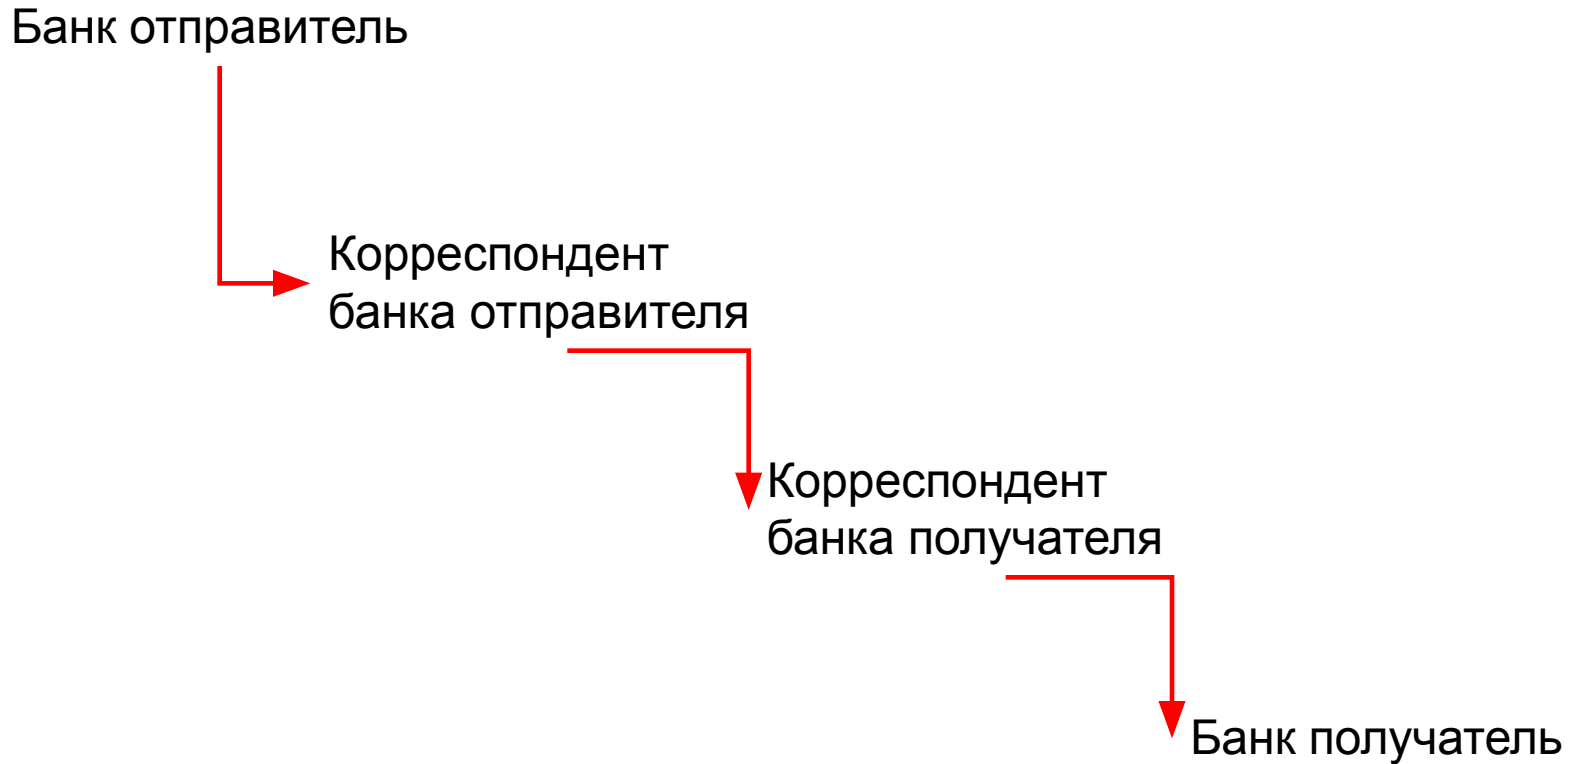 Банк отправитель
Корреспондент
банка отправителя
Корреспондент
банка получателя
Банк получатель